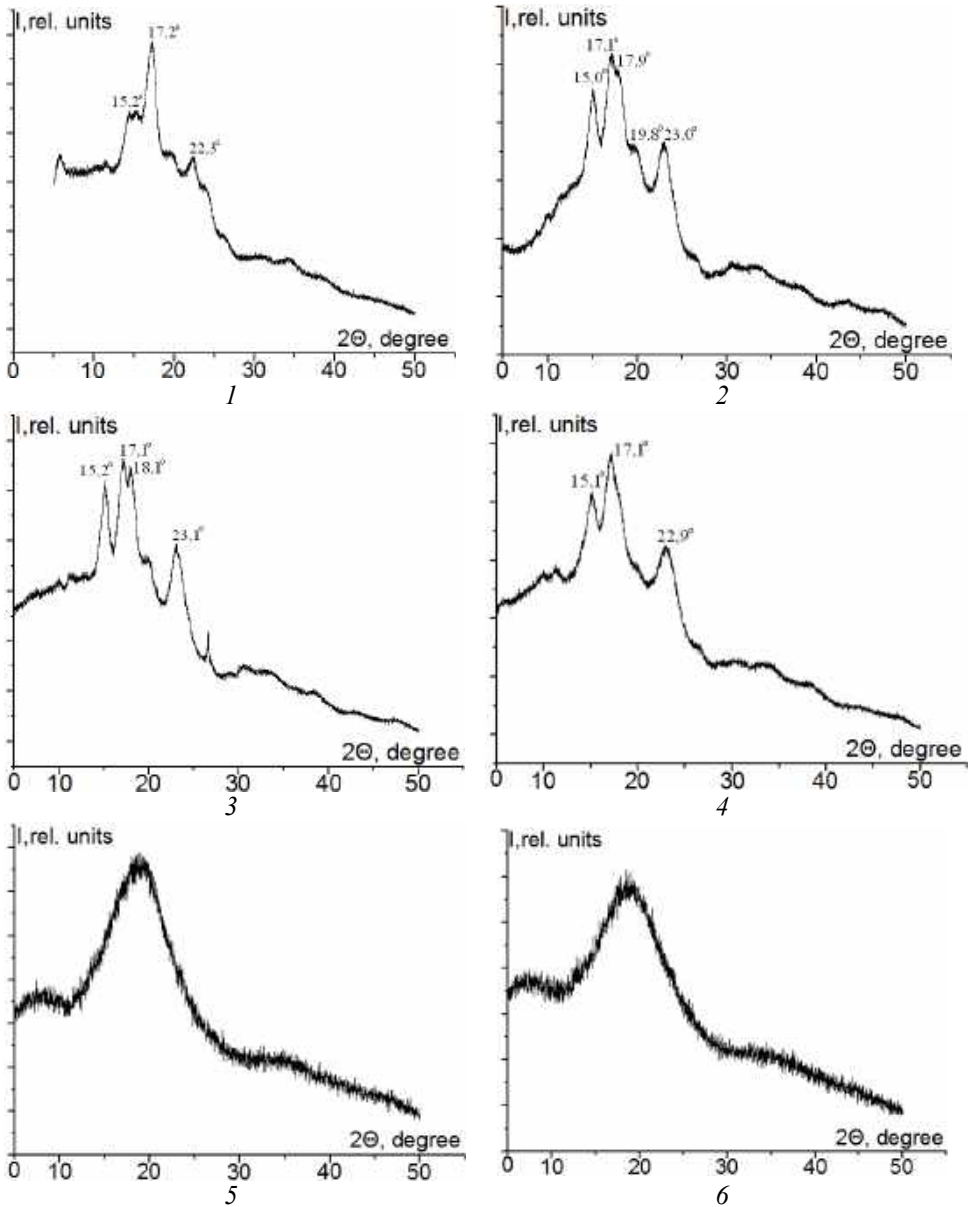 I,rel. units
17.2°
15.2°
22.5°
2Θ, degree
0 10 20 30 40 50
1
I,rel. units
17.1°
17.9°
15.0°
19.8° 23.0°
2Θ, degree
0 10 20 30 40 50
2
I,rel. units
17.1°
15.2° 18.1°
23.1°
2Θ, degree
0 10 20 30 40 50
3
I,rel. units
17.1°
15.1°
22.9°
2Θ, degree
0 10 20 30 40 50
4
I,rel. units
2Θ, degree
0 10 20 30 40 50
5
I,rel. units
2Θ, degree
0 10 20 30 40 50
6